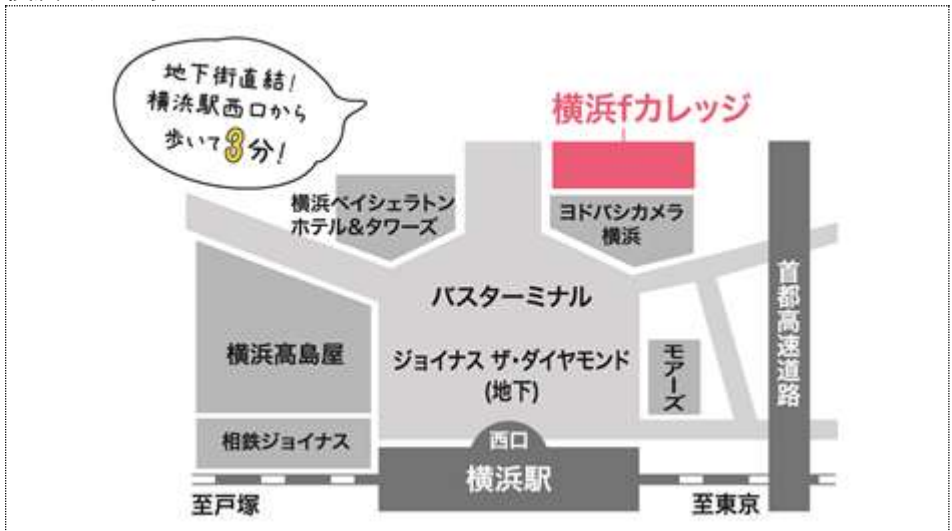 地下街直結!
横浜駅西口から
歩いて3分!
横浜fカレッジ
横浜ベイシェラトン
ホテル&タワーズ
ヨドバシカメラ
横浜
バスターミナル
首都高速道路
横浜髙島屋
ジョイナス ザ・ダイヤモンド
(地下)
モアーズ
相鉄ジョイナス
西口
横浜駅
至戸塚
至東京